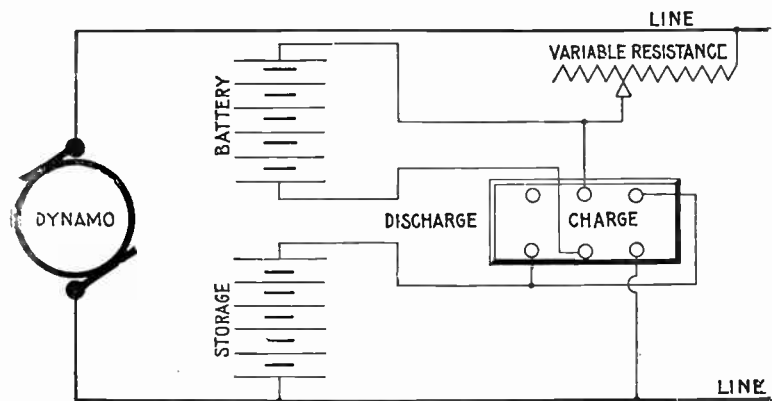 LINE
VARIABLE RESISTANCE
BATTERY
DYNAMO
DISCHARGE
CHARGE
STORAGE
LINE